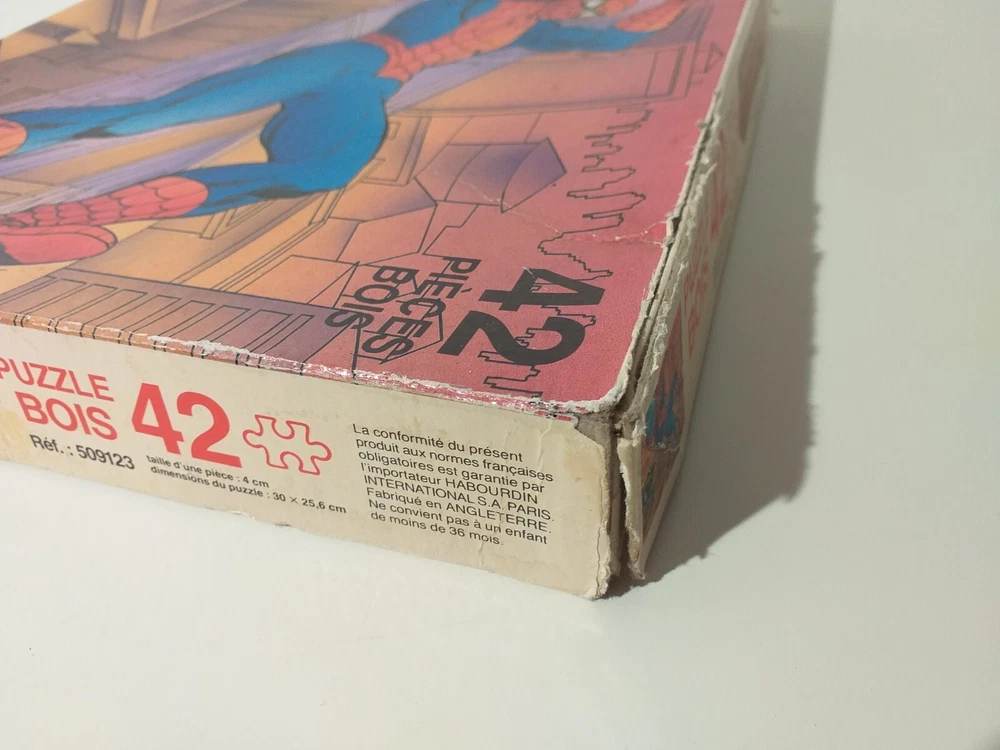 42
PIÈCES
BOIS
PUZZLE
BOIS
42
Réf. : 509123
taille d'une pièce : 4 cm
dimensions du puzzle : 30 × 25,6 cm
La conformité du présent
produit aux normes françaises
obligatoires est garantie par
l'importateur HABOURDIN
INTERNATIONAL S.A. PARIS.
Fabriqué en ANGLETERRE.
Ne convient pas à un enfant
de moins de 36 mois.